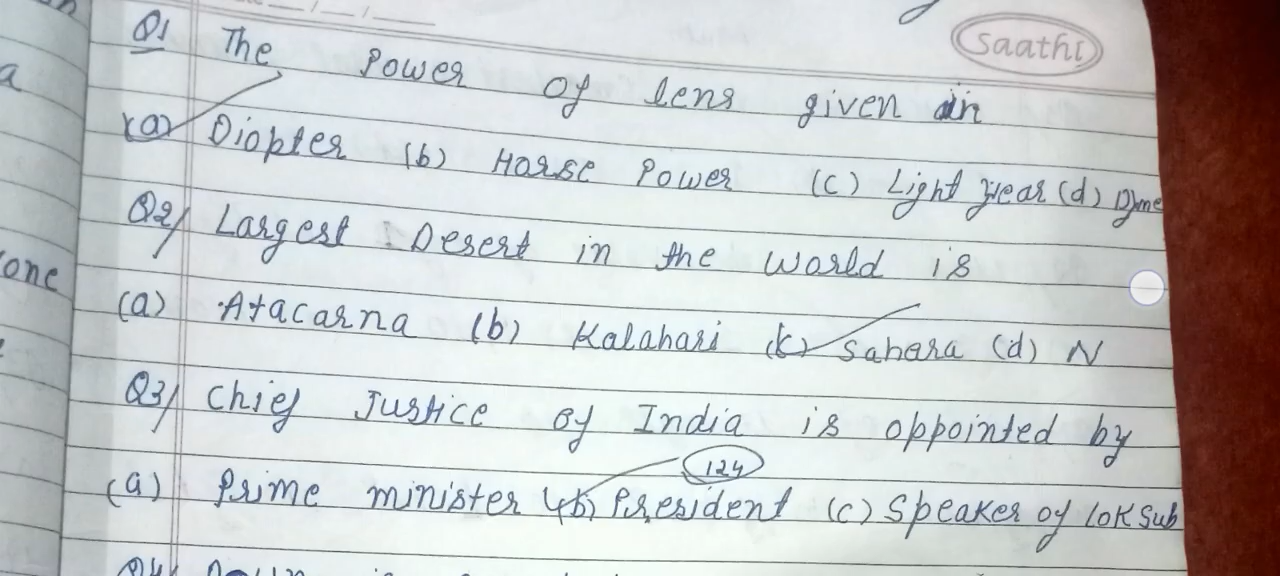 Saathi
Q1 The Power of lens given in
(a) Diopter (b) Horse Power (c) Light year (d) Dyne
Q2/ Largest Desert in the world is
(a) Atacama (b) Kalahari (c) Sahara (d) N
Q3/ Chief Justice of India is appointed by
124
(a) Prime minister (b) President (c) Speaker of lok Sub